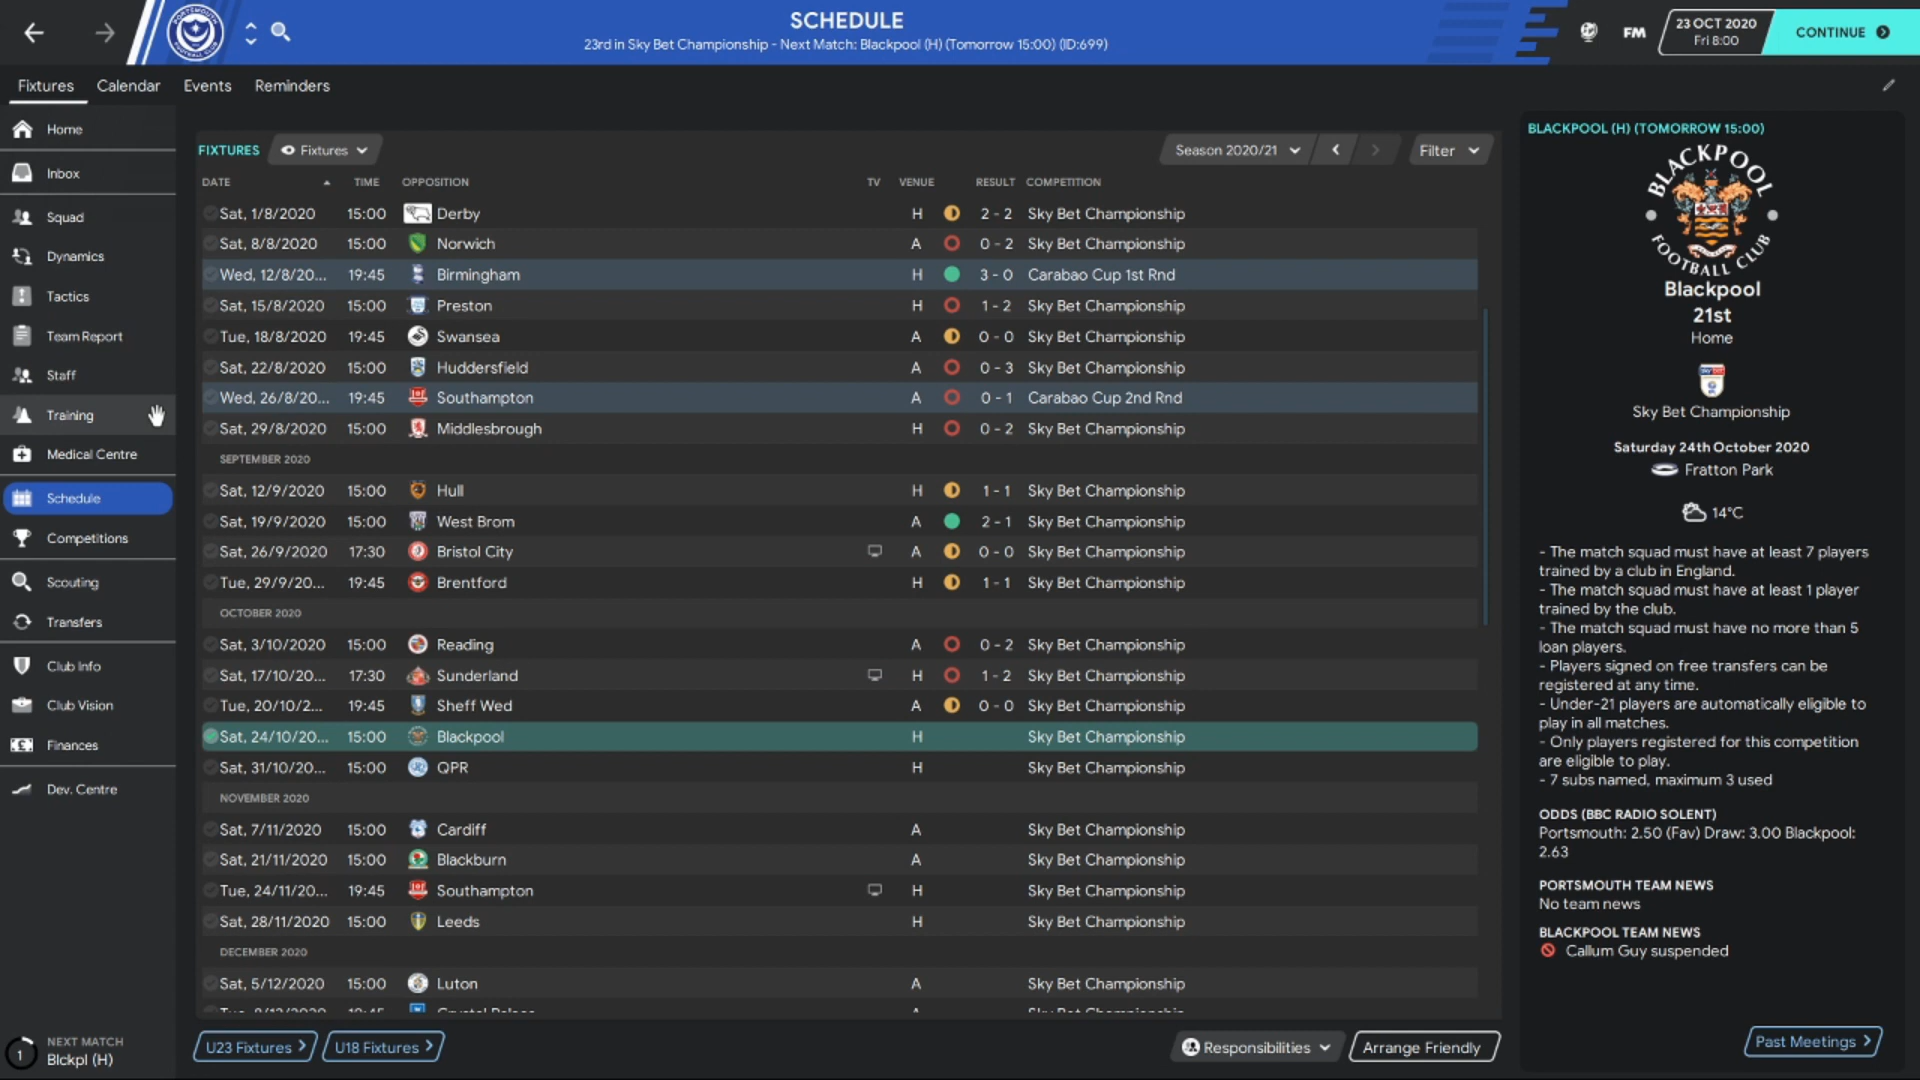 PORTSMOUTH
FOOTBALL CLUB
SCHEDULE
23rd in Sky Bet Championship - Next Match: Blackpool (H) (Tomorrow 15:00) (ID:699)
FM
23 OCT 2020
Fri 8:00
CONTINUE
Fixtures Calendar Events Reminders
Home
Inbox
Squad
Dynamics
Tactics
Team Report
Staff
Training
Medical Centre
Schedule
Competitions
Scouting
Transfers
Club Info
Club Vision
Finances
Dev. Centre
1
NEXT MATCH
Blckpl (H)
FIXTURES Fixtures Season 2020/21 Filter
DATE TIME OPPOSITION TV VENUE RESULT COMPETITION
Sat, 1/8/2020 15:00 Derby H 2 - 2 Sky Bet Championship
Sat, 8/8/2020 15:00 Norwich A 0 - 2 Sky Bet Championship
Wed, 12/8/20... 19:45 Birmingham H 3 - 0 Carabao Cup 1st Rnd
Sat, 15/8/2020 15:00 Preston H 1 - 2 Sky Bet Championship
Tue, 18/8/2020 19:45 Swansea A 0 - 0 Sky Bet Championship
Sat, 22/8/2020 15:00 Huddersfield A 0 - 3 Sky Bet Championship
Wed, 26/8/20... 19:45 Southampton A 0 - 1 Carabao Cup 2nd Rnd
Sat, 29/8/2020 15:00 Middlesbrough H 0 - 2 Sky Bet Championship
SEPTEMBER 2020
Sat, 12/9/2020 15:00 Hull H 1 - 1 Sky Bet Championship
Sat, 19/9/2020 15:00 West Brom A 2 - 1 Sky Bet Championship
Sat, 26/9/2020 17:30 Bristol City A 0 - 0 Sky Bet Championship
Tue, 29/9/20... 19:45 Brentford H 1 - 1 Sky Bet Championship
OCTOBER 2020
Sat, 3/10/2020 15:00 Reading A 0 - 2 Sky Bet Championship
Sat, 17/10/20... 17:30 Sunderland H 1 - 2 Sky Bet Championship
Tue, 20/10/2... 19:45 Sheff Wed A 0 - 0 Sky Bet Championship
Sat, 24/10/20... 15:00 Blackpool H Sky Bet Championship
Sat, 31/10/20... 15:00 QPR H Sky Bet Championship
NOVEMBER 2020
Sat, 7/11/2020 15:00 Cardiff A Sky Bet Championship
Sat, 21/11/2020 15:00 Blackburn A Sky Bet Championship
Tue, 24/11/20... 19:45 Southampton H Sky Bet Championship
Sat, 28/11/2020 15:00 Leeds H Sky Bet Championship
DECEMBER 2020
Sat, 5/12/2020 15:00 Luton A Sky Bet Championship
U23 Fixtures U18 Fixtures Responsibilities Arrange Friendly
BLACKPOOL (H) (TOMORROW 15:00)
BLACKPOOL
FOOTBALL CLUB
Blackpool
21st
Home
Sky Bet Championship
Saturday 24th October 2020
Fratton Park
14°C
- The match squad must have at least 7 players
trained by a club in England.
- The match squad must have at least 1 player
trained by the club.
- The match squad must have no more than 5
loan players.
- Players signed on free transfers can be
registered at any time.
- Under-21 players are automatically eligible to
play in all matches.
- Only players registered for this competition
are eligible to play.
- 7 subs named, maximum 3 used
ODDS (BBC RADIO SOLENT)
Portsmouth: 2.50 (Fav) Draw: 3.00 Blackpool:
2.63
PORTSMOUTH TEAM NEWS
No team news
BLACKPOOL TEAM NEWS
Callum Guy suspended
Past Meetings